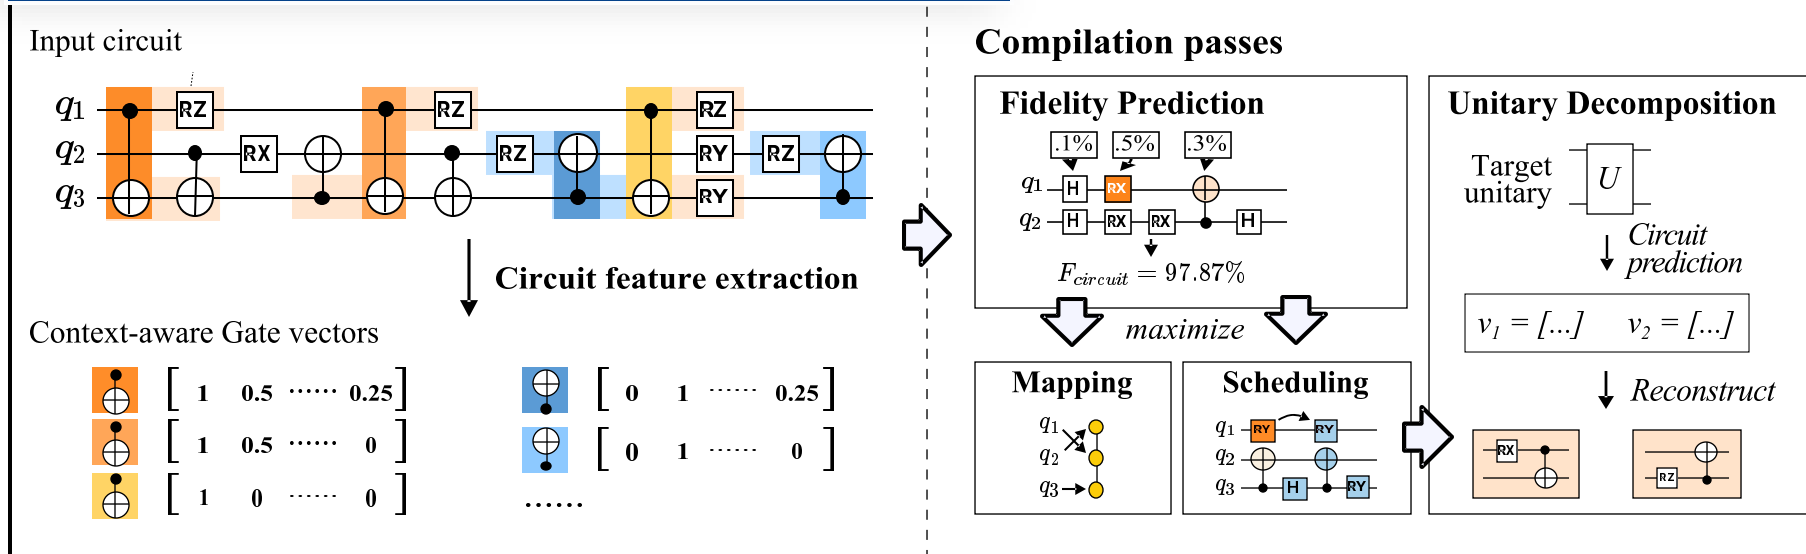 Input circuit
q1 RZ RZ RZ
q2 RX RZ RY RZ
q3 RY
Circuit feature extraction
Context-aware Gate vectors
[ 1 0.5 ...... 0.25 ]
[ 1 0.5 ...... 0 ]
[ 1 0 ...... 0 ]
[ 0 1 ...... 0.25 ]
[ 0 1 ...... 0 ]
......
Compilation passes
Fidelity Prediction
.1% .5% .3%
q1 H RX
q2 H RX RX H
Fcircuit = 97.87%
maximize
Mapping
q1
q2
q3
Scheduling
q1 RY RY
q2
q3 H RY
Unitary Decomposition
Target
unitary
U
Circuit
prediction
v1 = [...] v2 = [...]
Reconstruct
RX
RZ